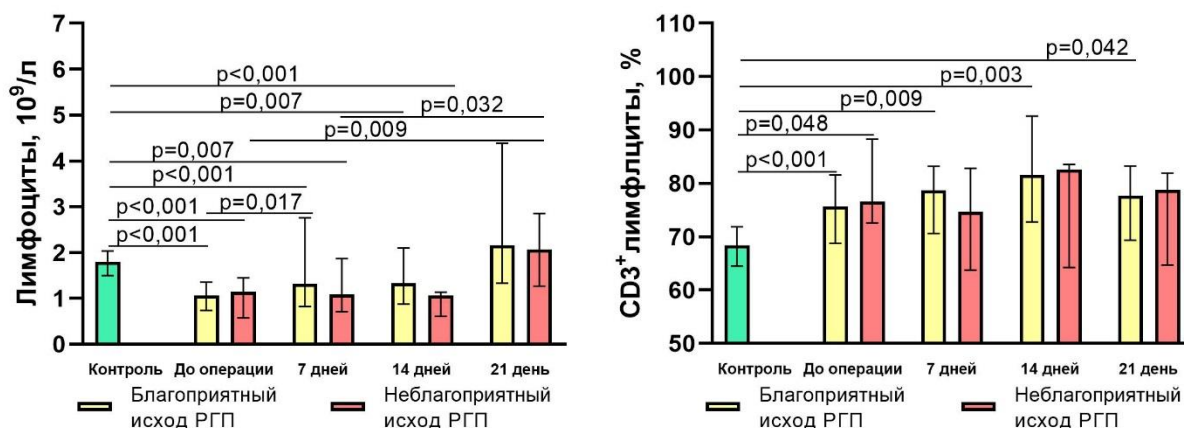 Лимфоциты, 10⁹/л
7
6
5
4
3
2
1
0
p<0,001
p=0,007
p=0,032
p=0,009
p=0,007
p<0,001
p<0,001
p=0,017
p<0,001
Контроль До операции 7 дней 14 дней 21 день
Благоприятный исход РГП
Неблагоприятный исход РГП
CD3⁺лимфлциты, %
110
100
90
80
70
60
50
p=0,042
p=0,003
p=0,009
p=0,048
p<0,001
Контроль До операции 7 дней 14 дней 21 день
Благоприятный
исход РГП
Неблагоприятный
исход РГП